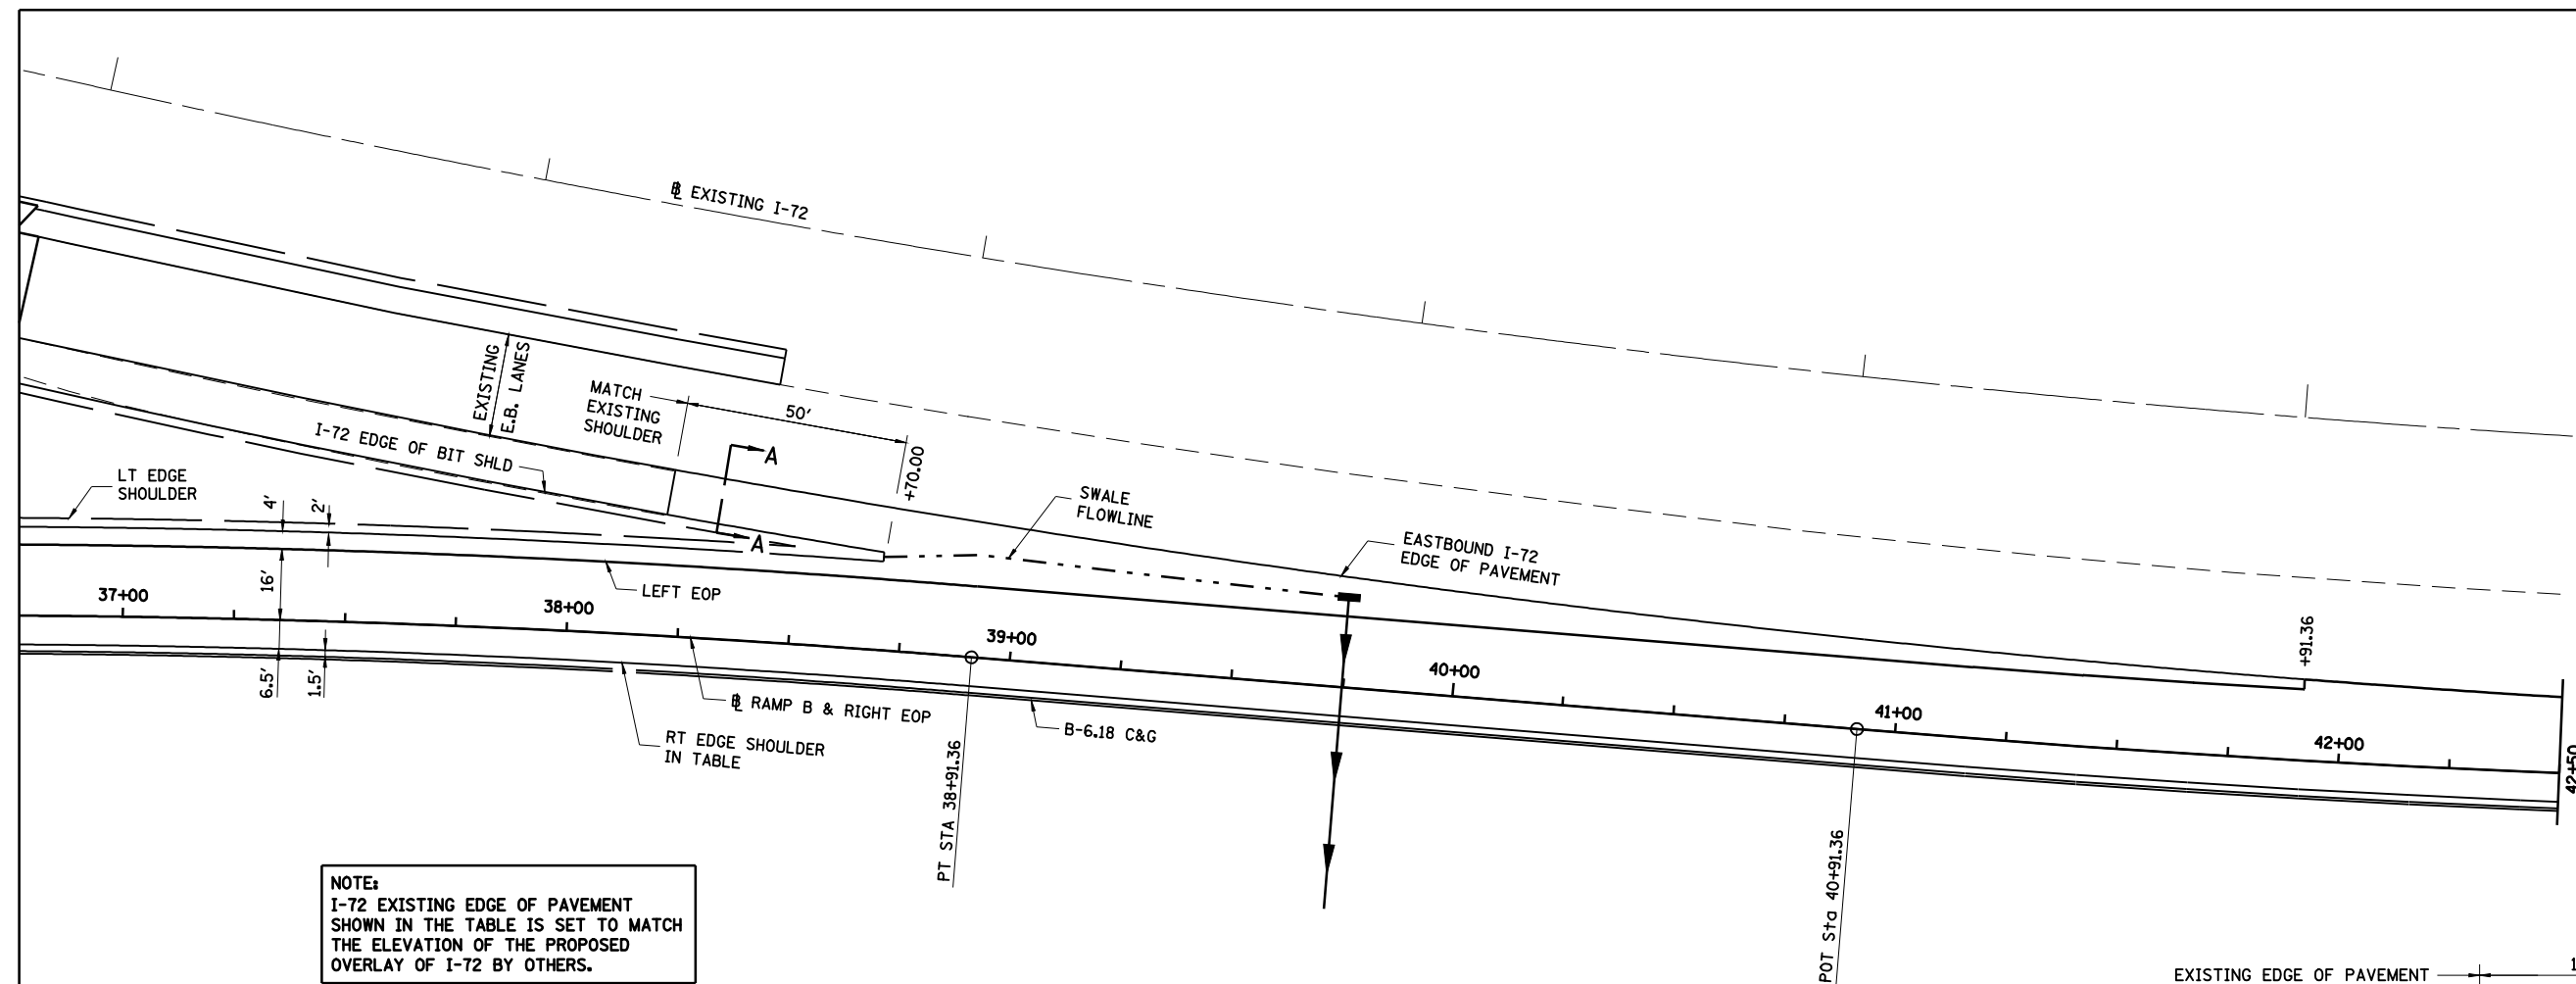 ℄ EXISTING I-72
EXISTING
E.B. LANES
MATCH
EXISTING
SHOULDER
50'
+70.00
A
A
I-72 EDGE OF BIT SHLD
LT EDGE
SHOULDER
4'
2'
16'
6.5'
1.5'
SWALE
FLOWLINE
EASTBOUND I-72
EDGE OF PAVEMENT
LEFT EOP
37+00
38+00
39+00
40+00
41+00
42+00
42+50
+91.36
℄ RAMP B & RIGHT EOP
RT EDGE SHOULDER
IN TABLE
B-6.18 C&G
PT STA 38+91.36
POT Sta 40+91.36
NOTE:
I-72 EXISTING EDGE OF PAVEMENT
SHOWN IN THE TABLE IS SET TO MATCH
THE ELEVATION OF THE PROPOSED
OVERLAY OF I-72 BY OTHERS.
EXISTING EDGE OF PAVEMENT